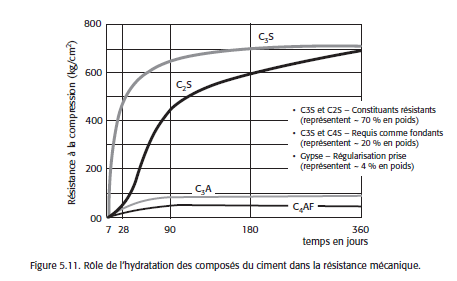 800
600
400
200
00
Résistance à la compression (kg/cm²)
C₃S
C₂S
C₃A
C₄AF
• C3S et C2S – Constituants résistants
(représentent ~ 70 % en poids)
• C3S et C4S – Requis comme fondants
(représentent ~ 20 % en poids)
• Gypse – Régularisation prise
(représentent ~ 4 % en poids)
7 28 90 180 360
temps en jours
Figure 5.11. Rôle de l'hydratation des composés du ciment dans la résistance mécanique.